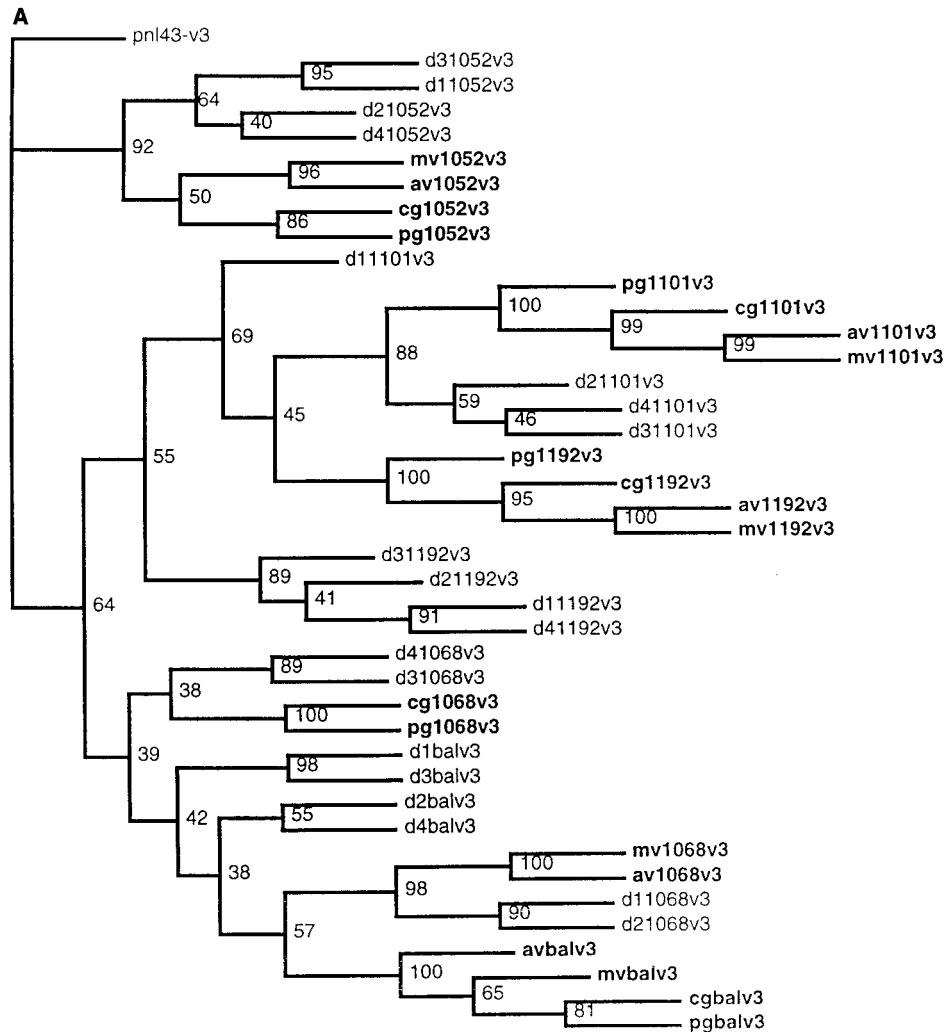 A
pnl43-v3
d31052v3
95
d11052v3
64
d21052v3
40
d41052v3
92
mv1052v3
96
av1052v3
50
cg1052v3
86
pg1052v3
d11101v3
pg1101v3
100
cg1101v3
99
av1101v3
99
mv1101v3
69
88
d21101v3
59
d41101v3
46
d31101v3
45
pg1192v3
100
cg1192v3
95
av1192v3
100
mv1192v3
55
d31192v3
89
d21192v3
41
d11192v3
91
d41192v3
64
d41068v3
89
d31068v3
38
cg1068v3
100
pg1068v3
39
d1balv3
98
d3balv3
42
d2balv3
55
d4balv3
38
mv1068v3
100
av1068v3
98
d11068v3
90
d21068v3
57
avbalv3
100
mvbalv3
65
cgbalv3
81
pgbalv3